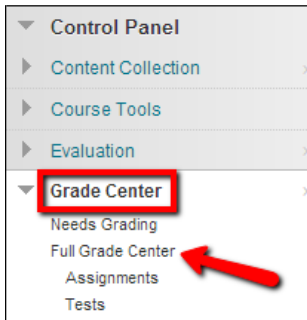 Control Panel
Content Collection
Course Tools
Evaluation
Grade Center
Needs Grading
Full Grade Center
Assignments
Tests